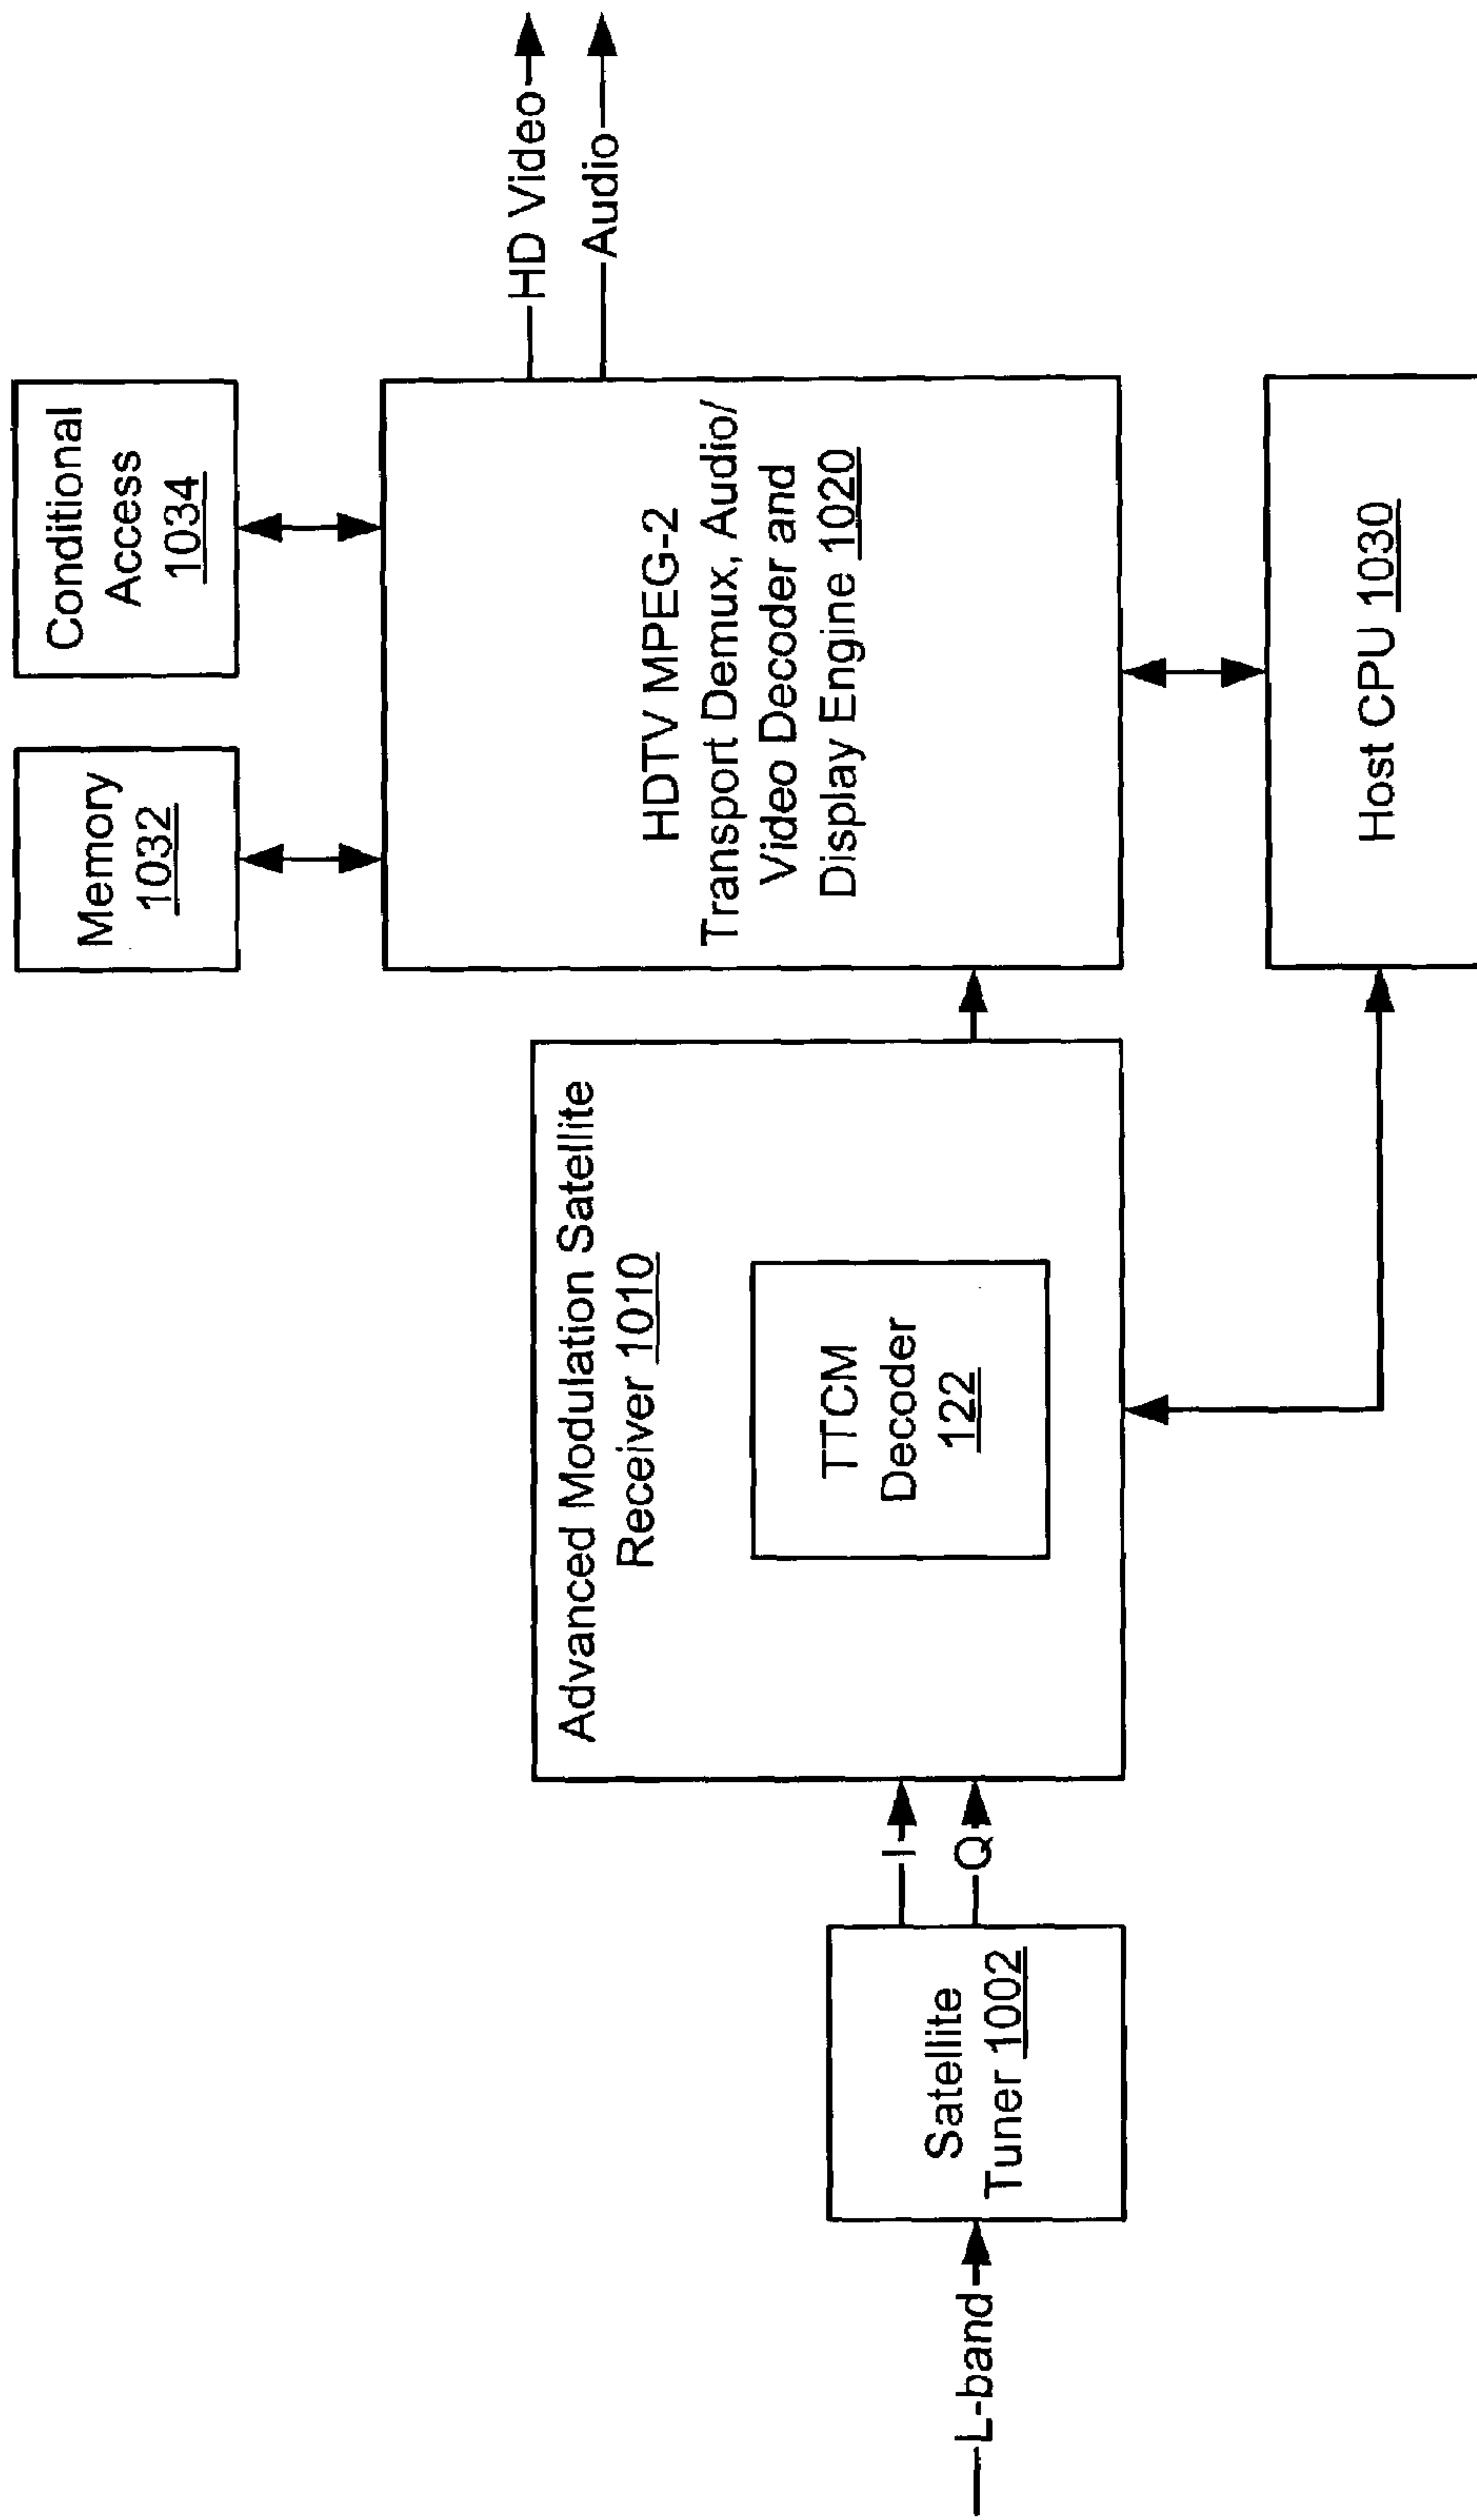 L-band
Satellite
Tuner 1002
I
Q
Advanced Modulation Satellite
Receiver 1010
TTCM
Decoder
122
Memory
1032
Conditional
Access
1034
HDTV MPEG-2
Transport Demux, Audio/
Video Decoder and
Display Engine 1020
HD Video
Audio
Host CPU 1030